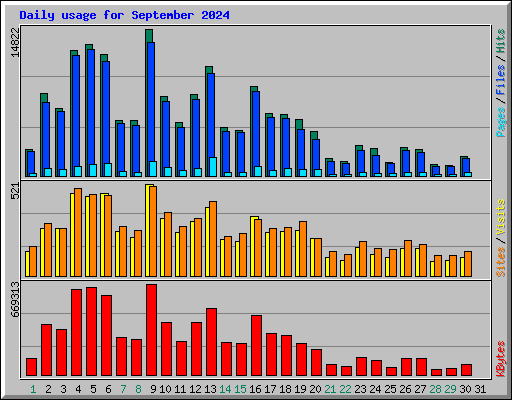 Daily usage for September 2024
14822
521
669313
Pages / Files / Hits
Sites / Visits
KBytes
1 2 3 4 5 6 7 8 9 10 11 12 13 14 15 16 17 18 19 20 21 22 23 24 25 26 27 28 29 30 31